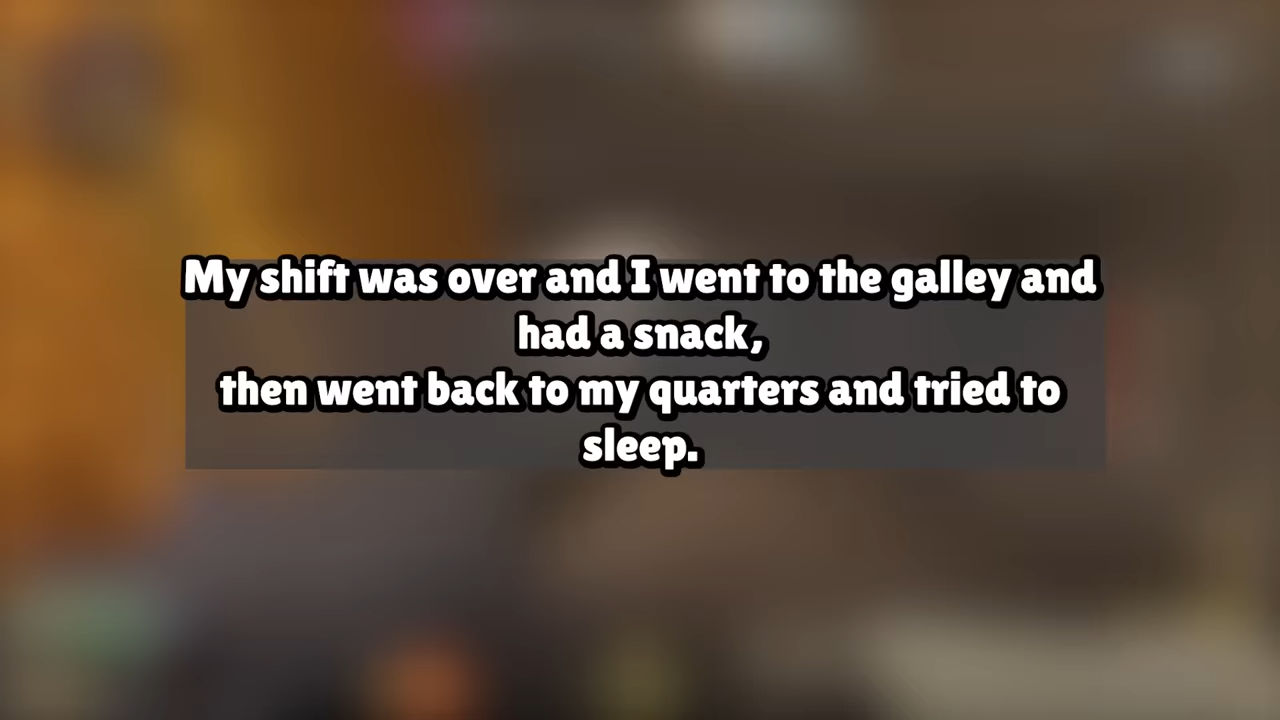 My shift was over and I went to the galley and
had a snack,
then went back to my quarters and tried to
sleep.